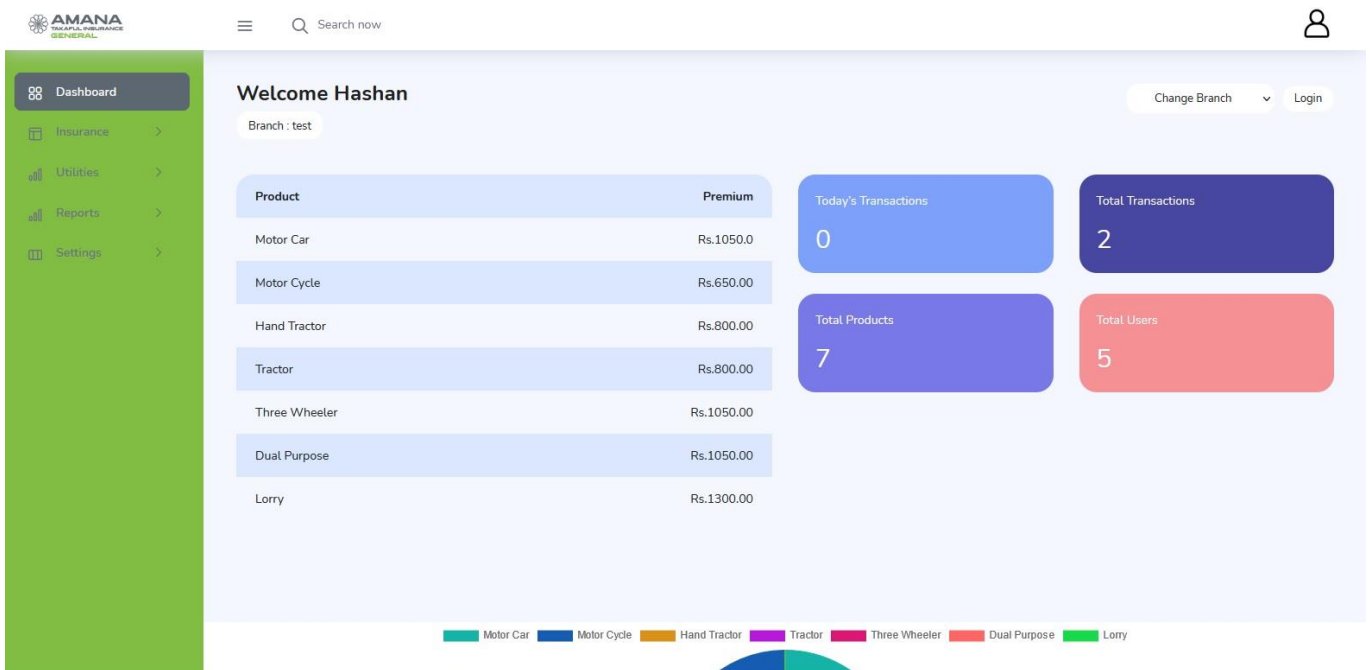 AMANA
TAKAFUL INSURANCE
GENERAL
Search now
Dashboard
Insurance
Utilities
Reports
Settings
Welcome Hashan
Branch : test
Change Branch
Login
Product Premium
Motor Car Rs.1050.0
Motor Cycle Rs.650.00
Hand Tractor Rs.800.00
Tractor Rs.800.00
Three Wheeler Rs.1050.00
Dual Purpose Rs.1050.00
Lorry Rs.1300.00
Today's Transactions
0
Total Transactions
2
Total Products
7
Total Users
5
Motor Car Motor Cycle Hand Tractor Tractor Three Wheeler Dual Purpose Lorry